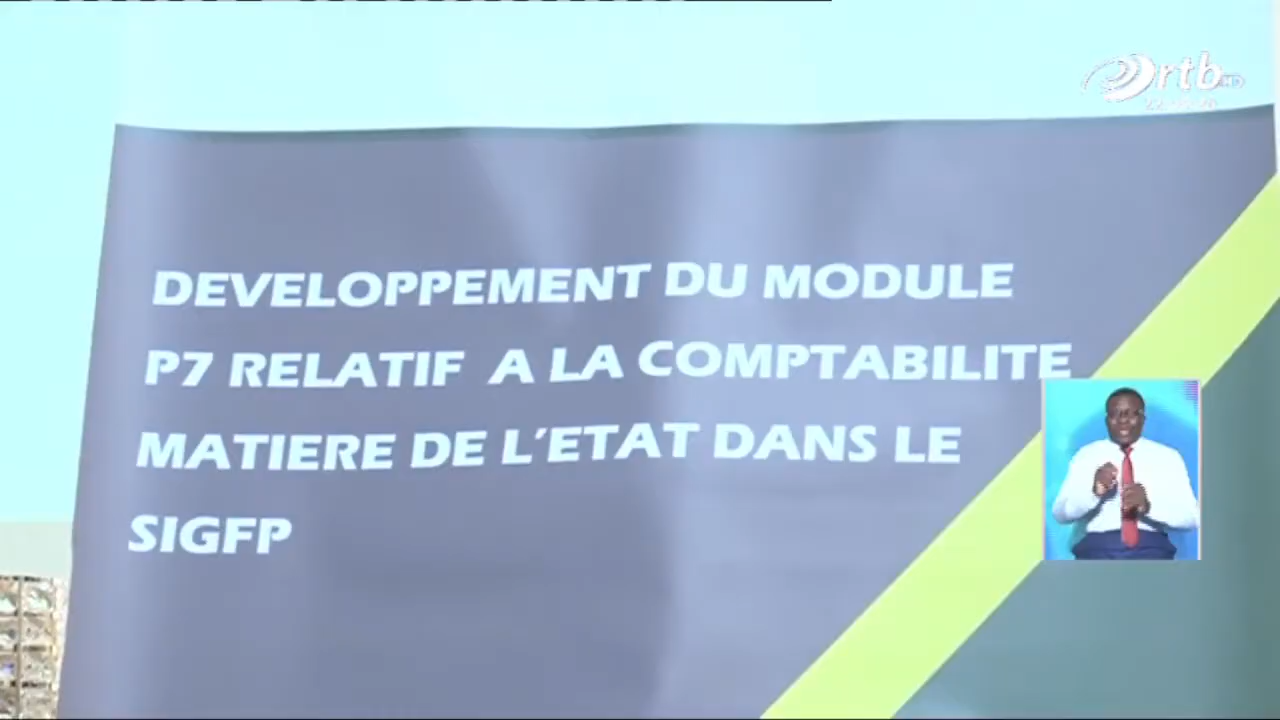 rtb
DEVELOPPEMENT DU MODULE
P7 RELATIF A LA COMPTABILITE
MATIERE DE L'ETAT DANS LE
SIGFP